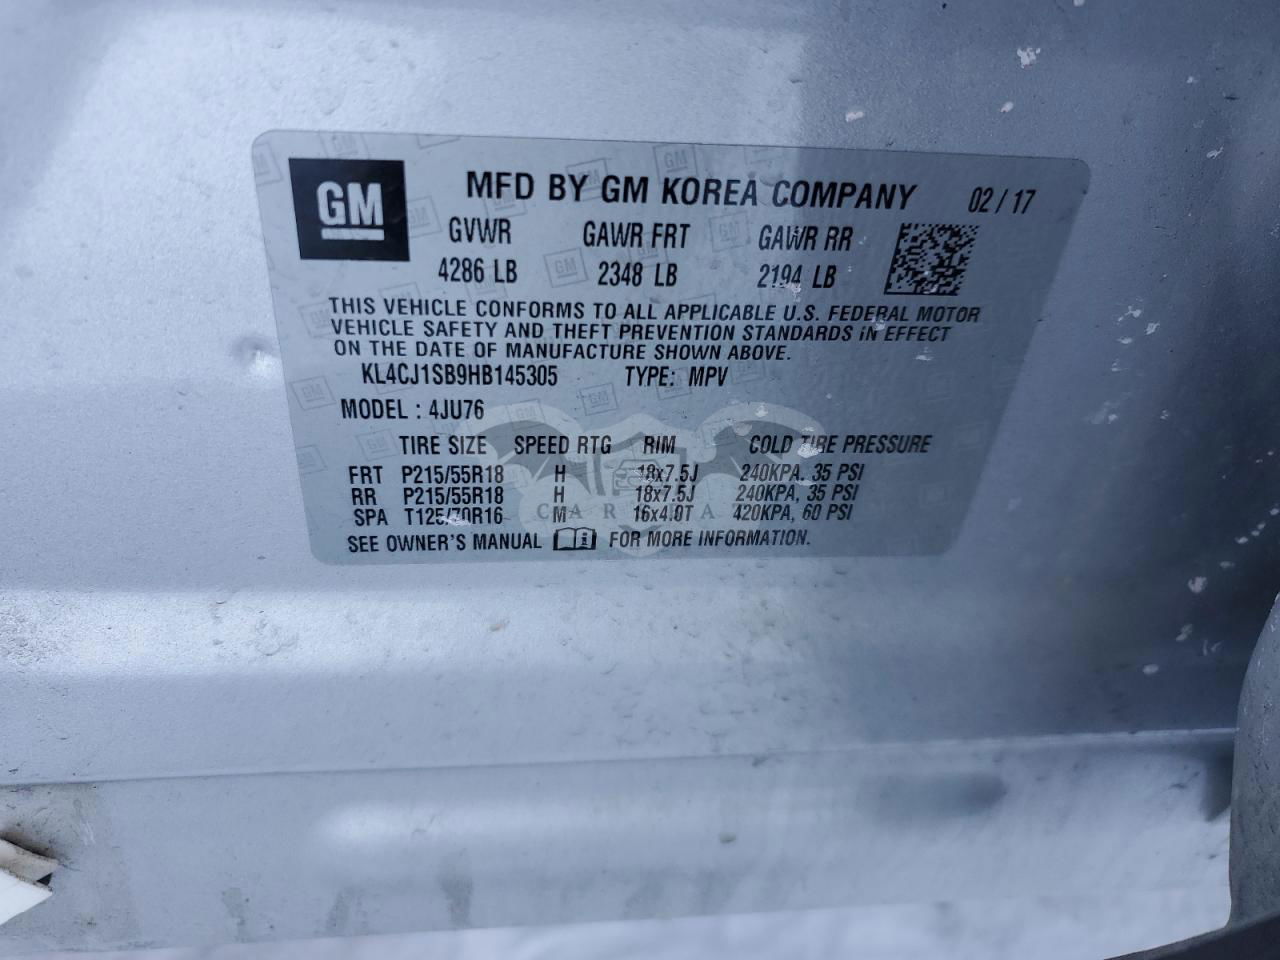 GM MFD BY GM KOREA COMPANY 02/17
GVWR GAWR FRT GAWR RR
4286 LB 2348 LB 2194 LB
THIS VEHICLE CONFORMS TO ALL APPLICABLE U.S. FEDERAL MOTOR
VEHICLE SAFETY AND THEFT PREVENTION STANDARDS IN EFFECT
ON THE DATE OF MANUFACTURE SHOWN ABOVE.
KL4CJ1SB9HB145305 TYPE: MPV
MODEL : 4JU76
TIRE SIZE SPEED RTG RIM COLD TIRE PRESSURE
FRT P215/55R18 H 18x7.5J 240KPA, 35 PSI
RR P215/55R18 H 18x7.5J 240KPA, 35 PSI
SPA T125/70R16 M 16x4.0T 420KPA, 60 PSI
SEE OWNER'S MANUAL FOR MORE INFORMATION.